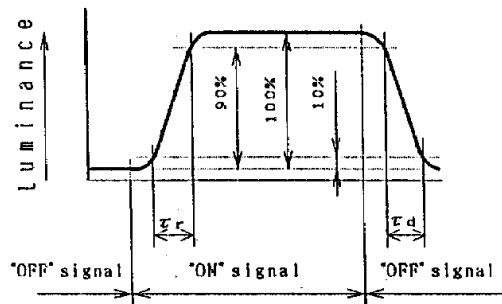 Luminance
90%
100%
10%
τr
τd
"OFF" signal
"ON" signal
"OFF" signal